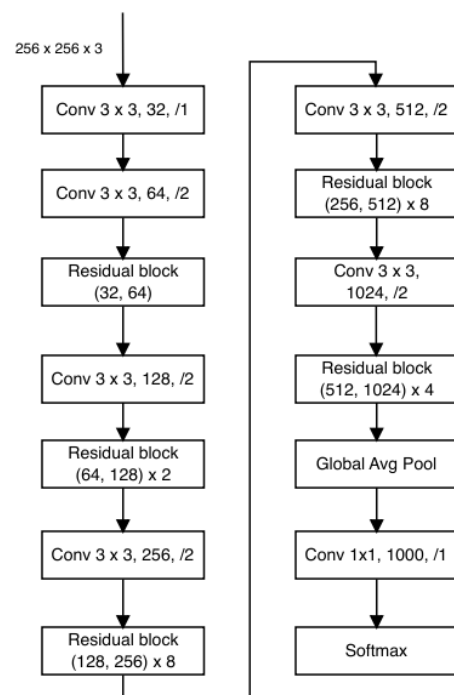 256 x 256 x 3
Conv 3 x 3, 32, /1
Conv 3 x 3, 64, /2
Residual block
(32, 64)
Conv 3 x 3, 128, /2
Residual block
(64, 128) x 2
Conv 3 x 3, 256, /2
Residual block
(128, 256) x 8
Conv 3 x 3, 512, /2
Residual block
(256, 512) x 8
Conv 3 x 3,
1024, /2
Residual block
(512, 1024) x 4
Global Avg Pool
Conv 1x1, 1000, /1
Softmax